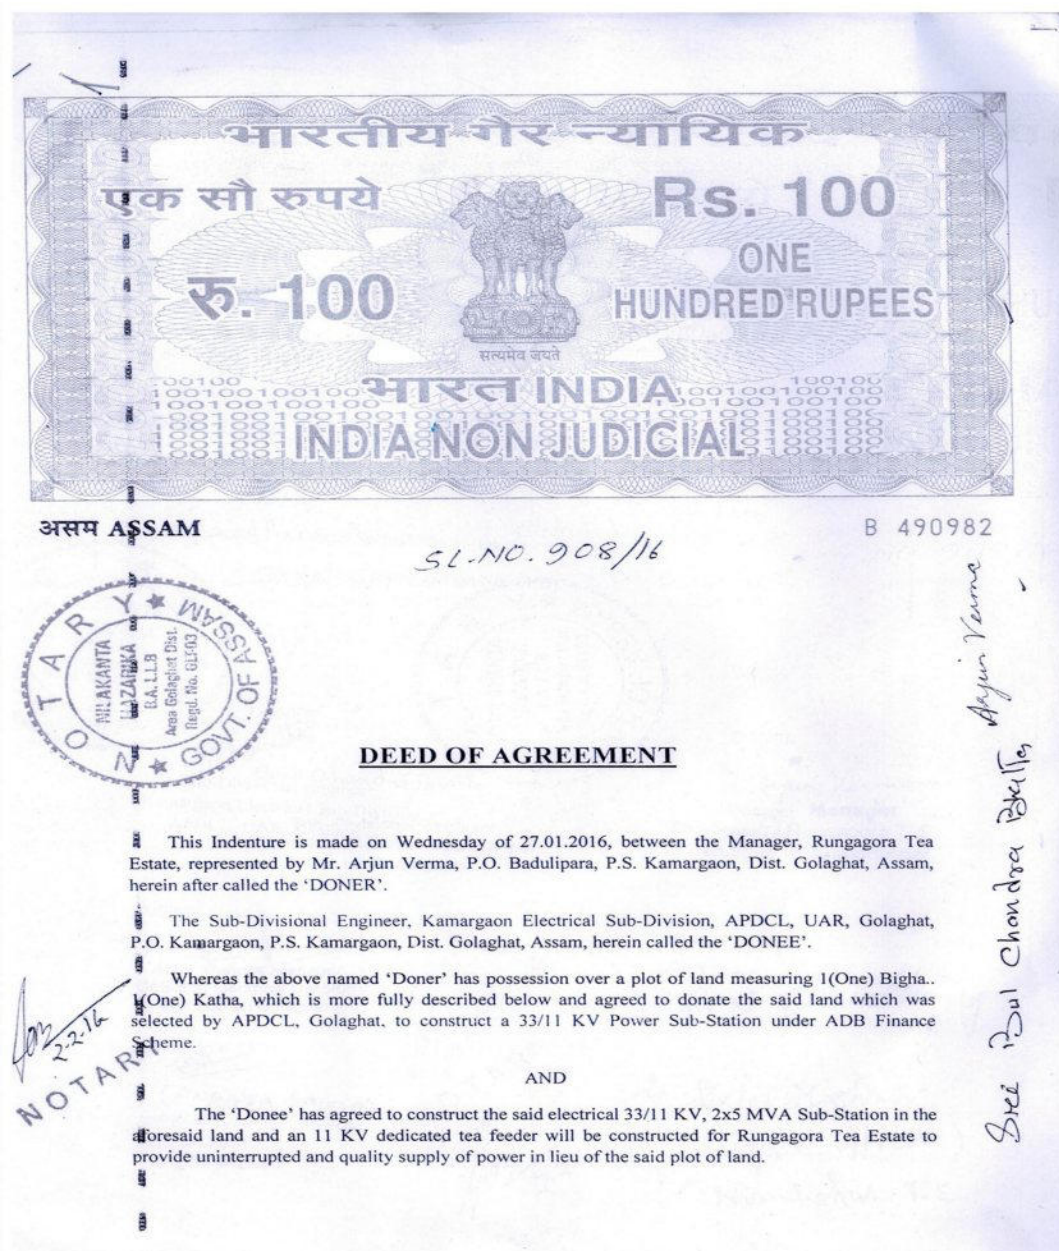 भारतीय गैर न्यायिक
एक सौ रुपये
Rs. 100
रु. 100
ONE
HUNDRED RUPEES
सत्यमेव जयते
भारत INDIA
INDIA NON JUDICIAL
असम ASSAM
B 490982
SL.NO. 908/16
NOTARY ★ GOVT. OF ASSAM ★
NILAKANTA
HAZARIKA
B.A. L.L.B
Area Golaghat Dist.
Regd. No. GLT-03
DEED OF AGREEMENT
This Indenture is made on Wednesday of 27.01.2016, between the Manager, Rungagora Tea
Estate, represented by Mr. Arjun Verma, P.O. Badulipara, P.S. Kamargaon, Dist. Golaghat, Assam,
herein after called the ‘DONER’.
The Sub-Divisional Engineer, Kamargaon Electrical Sub-Division, APDCL, UAR, Golaghat,
P.O. Kamargaon, P.S. Kamargaon, Dist. Golaghat, Assam, herein called the ‘DONEE’.
Whereas the above named ‘Doner’ has possession over a plot of land measuring 1(One) Bigha..
1(One) Katha, which is more fully described below and agreed to donate the said land which was
selected by APDCL, Golaghat, to construct a 33/11 KV Power Sub-Station under ADB Finance
Scheme.
AND
The ‘Donee’ has agreed to construct the said electrical 33/11 KV, 2x5 MVA Sub-Station in the
aforesaid land and an 11 KV dedicated tea feeder will be constructed for Rungagora Tea Estate to
provide uninterrupted and quality supply of power in lieu of the said plot of land.
2-2-16
NOTARY
Arjun Verma
Chandra